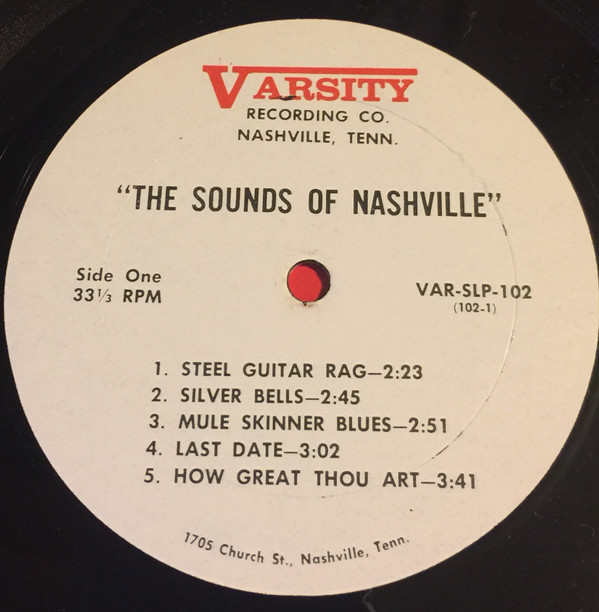 VARSITY
RECORDING CO.
NASHVILLE, TENN.
"THE SOUNDS OF NASHVILLE"
Side One
33⅓ RPM
VAR-SLP-102
(102-1)
1. STEEL GUITAR RAG—2:23
2. SILVER BELLS—2:45
3. MULE SKINNER BLUES—2:51
4. LAST DATE—3:02
5. HOW GREAT THOU ART—3:41
1705 Church St., Nashville, Tenn.